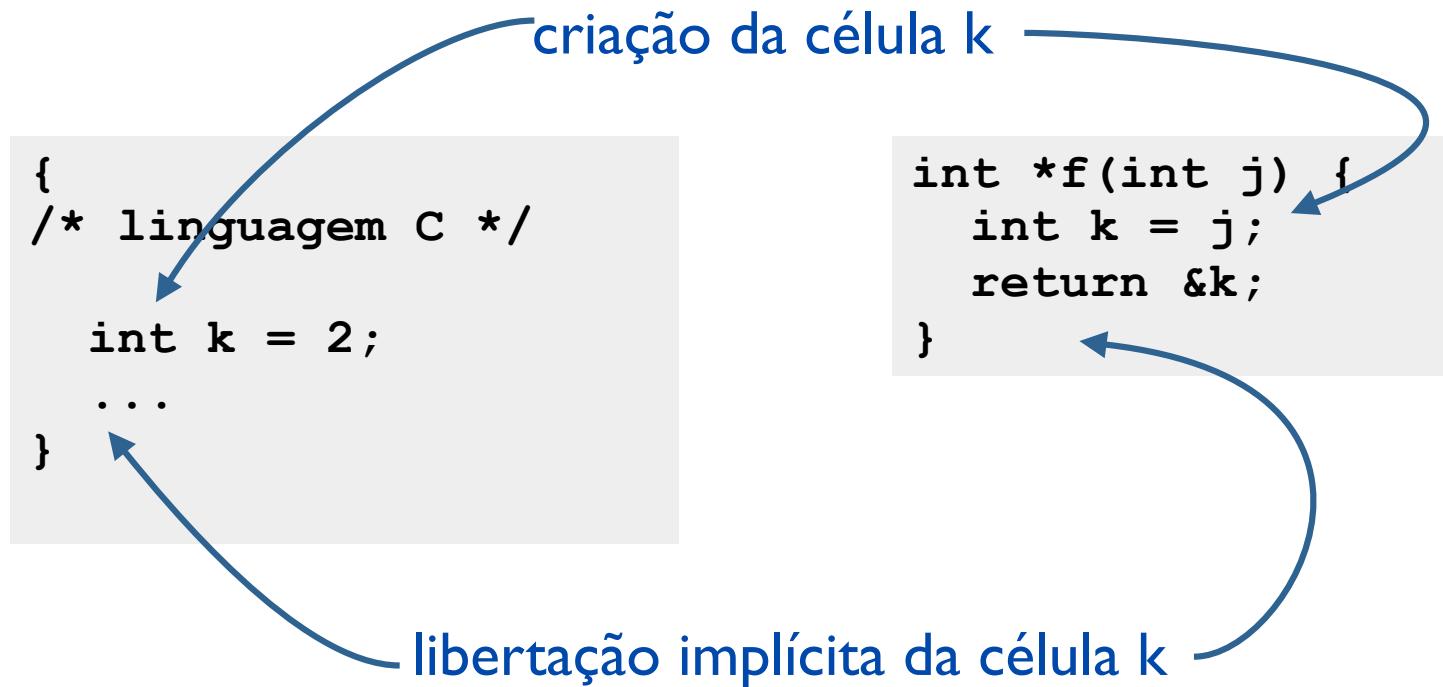 criação da célula k
{
/* linguagem C */
int k = 2;
...
}
int *f(int j) {
int k = j;
return &k;
}
libertação implícita da célula k